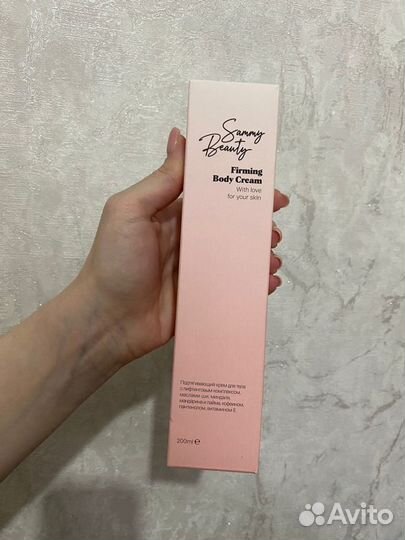 Sammy
Beauty
Firming
Body Cream
With love
for your skin
Подтягивающий крем для тела
с лифтинговым комплексом,
маслами ши, миндаля,
мандарина и лайма, кофеином,
пантенолом, витамином Е
200ml ℮
Avito